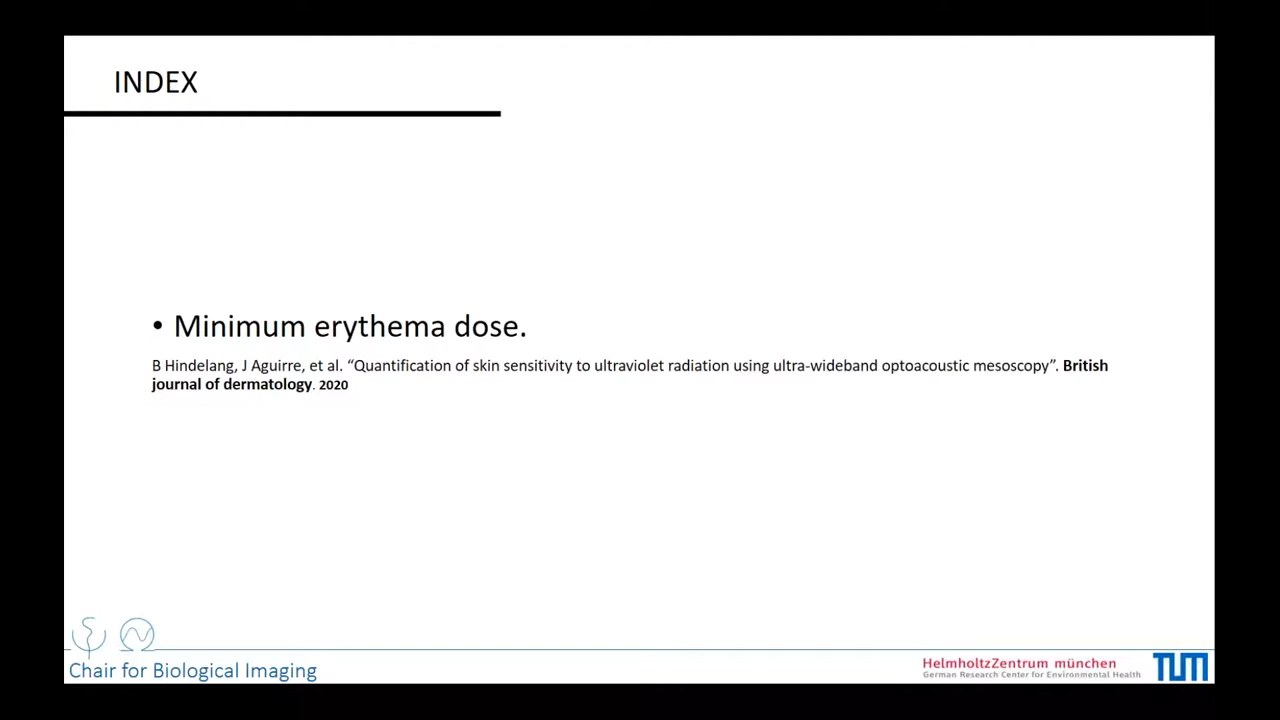 INDEX
• Minimum erythema dose.
B Hindelang, J Aguirre, et al. “Quantification of skin sensitivity to ultraviolet radiation using ultra-wideband optoacoustic mesoscopy”. British
journal of dermatology. 2020
Chair for Biological Imaging
HelmholtzZentrum münchen
German Research Center for Environmental Health
TUM